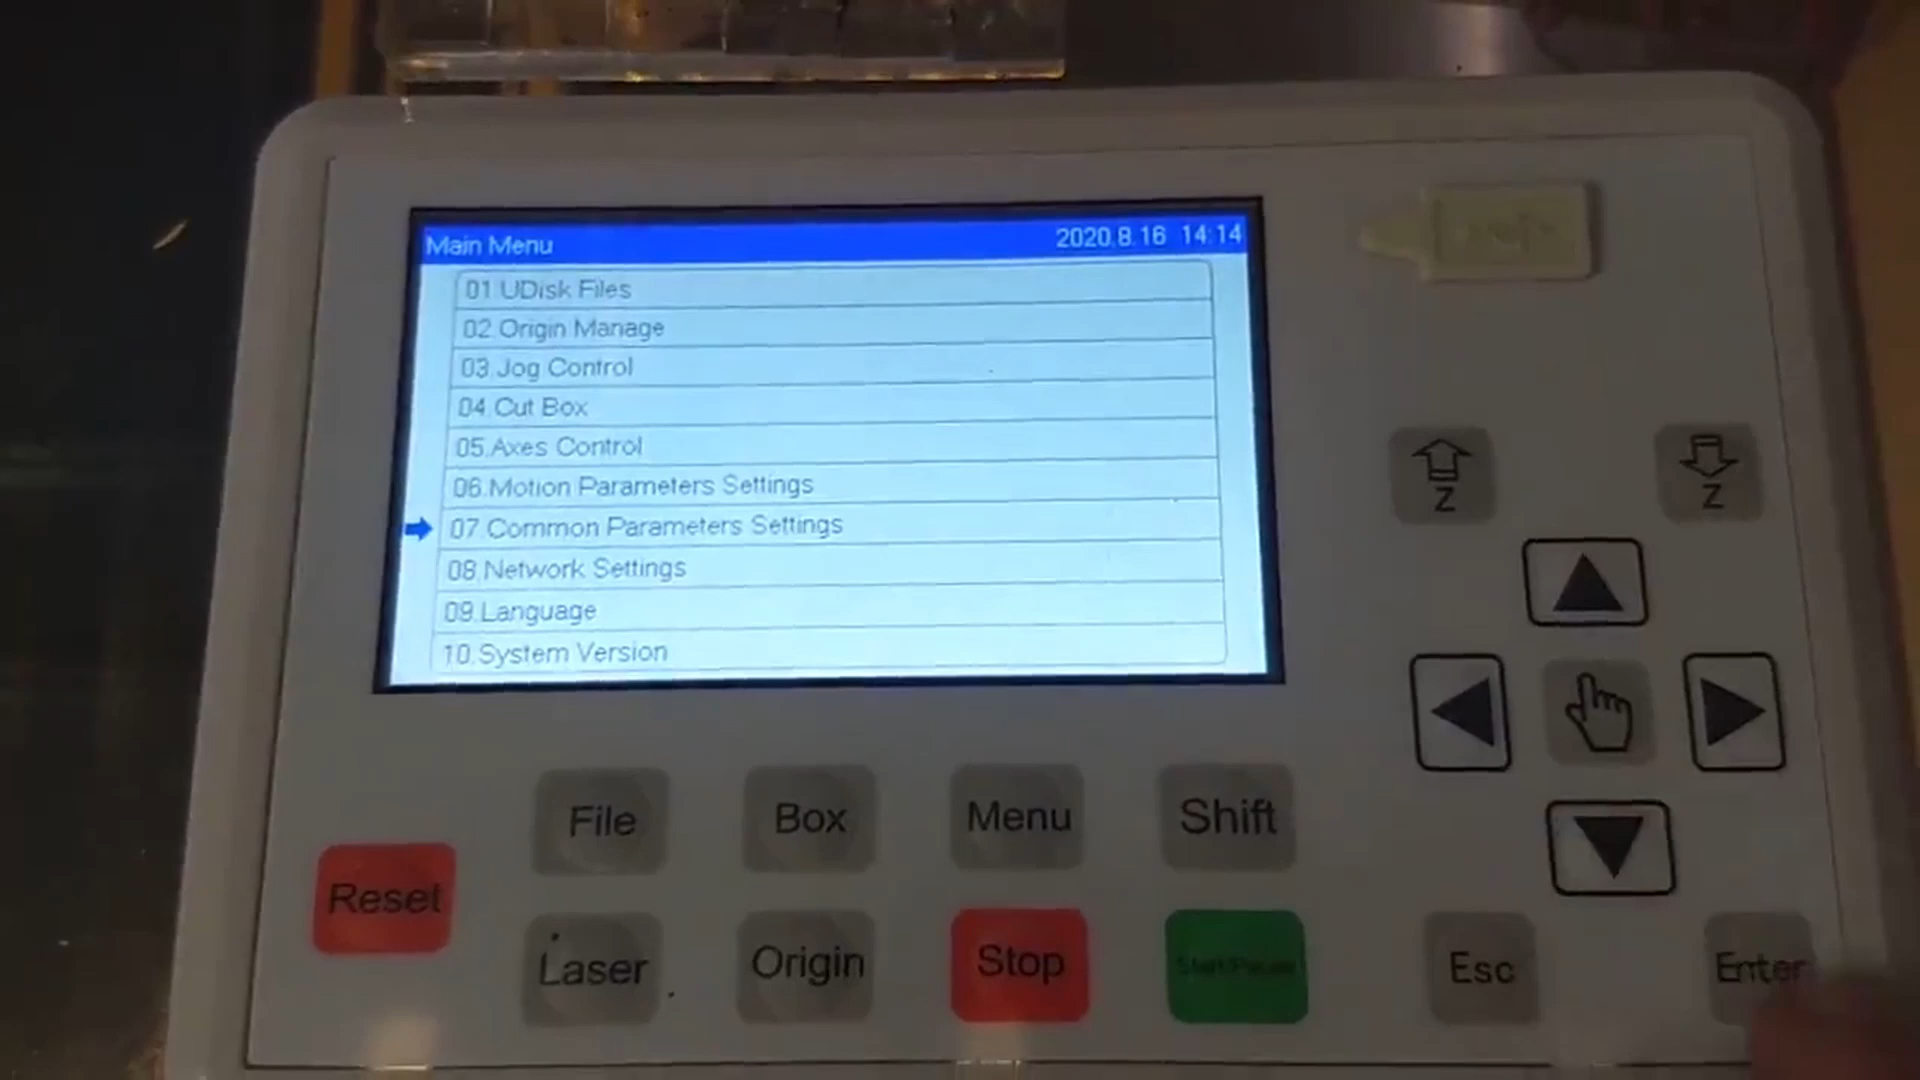 Main Menu 2020.8.16 14:14
01.UDisk Files
02.Origin Manage
03.Jog Control
04.Cut Box
05.Axes Control
06.Motion Parameters Settings
07.Common Parameters Settings
08.Network Settings
09.Language
10.System Version
Z Z
File Box Menu Shift
Reset
Laser Origin Stop Start/Pause Esc Enter